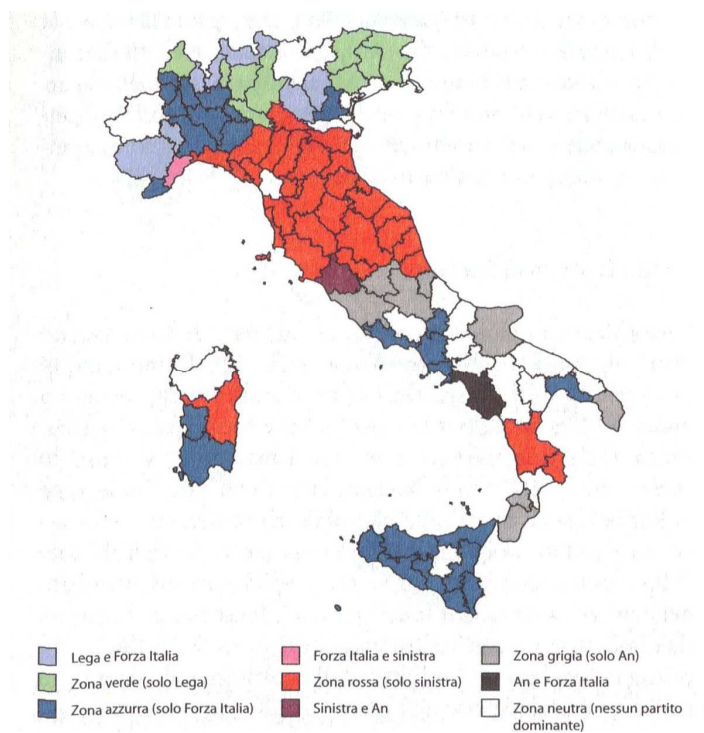 Lega e Forza Italia
Zona verde (solo Lega)
Zona azzurra (solo Forza Italia)
Forza Italia e sinistra
Zona rossa (solo sinistra)
Sinistra e An
Zona grigia (solo An)
An e Forza Italia
Zona neutra (nessun partito
dominante)